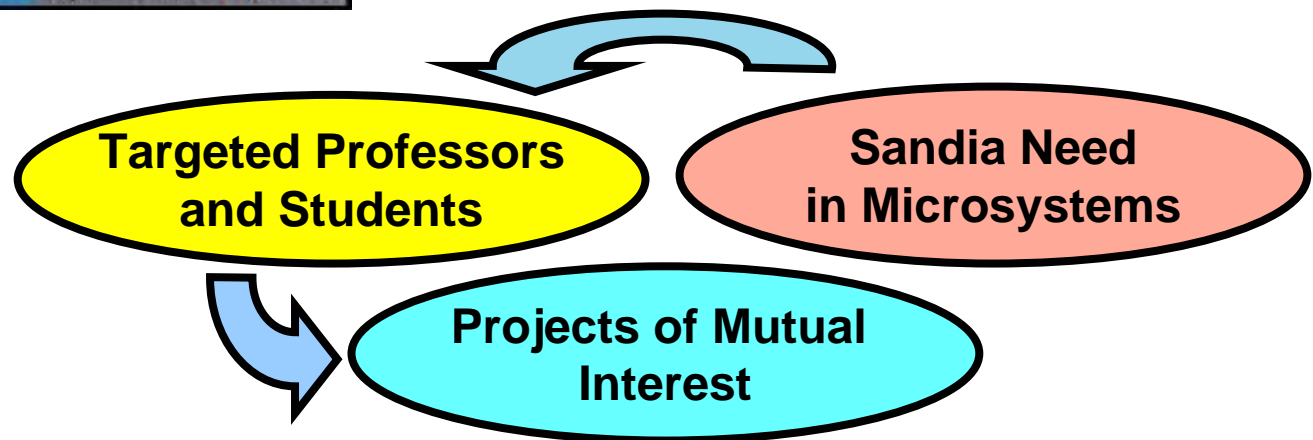 Targeted Professors
and Students
Sandia Need
in Microsystems
Projects of Mutual
Interest